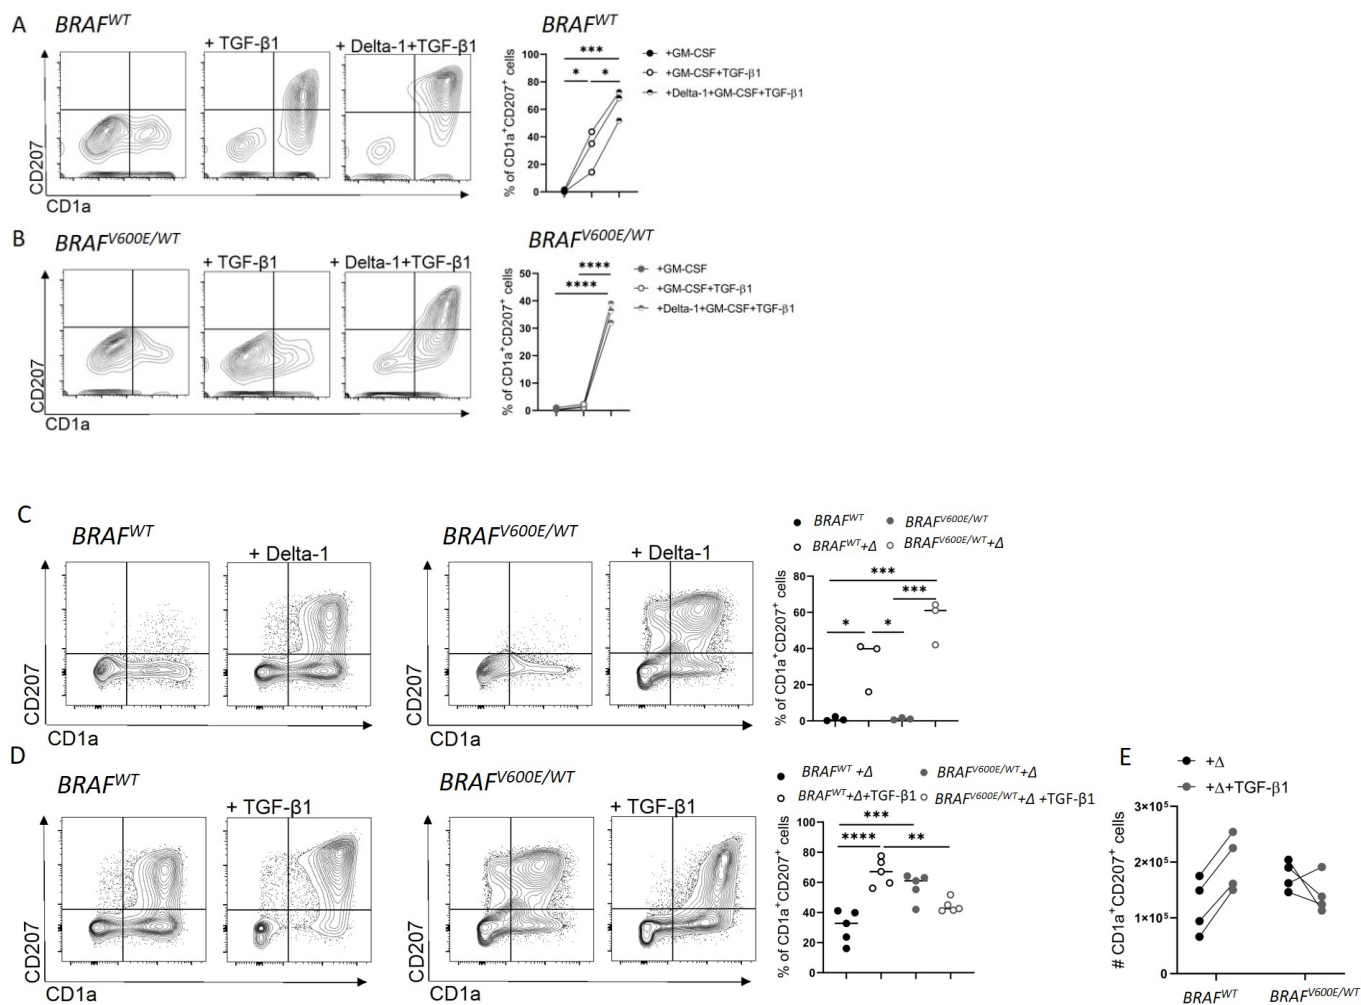 A
BRAF^WT
+ TGF-β1
+ Delta-1+TGF-β1
CD207
CD1a
BRAF^WT
% of CD1a⁺CD207⁺ cells
100
80
60
40
20
0
***
* *
+GM-CSF
+GM-CSF+TGF-β1
+Delta-1+GM-CSF+TGF-β1
B
BRAF^V600E/WT
+ TGF-β1
+ Delta-1+TGF-β1
CD207
CD1a
BRAF^V600E/WT
% of CD1a⁺CD207⁺ cells
50
40
30
20
10
0
****
****
+GM-CSF
+GM-CSF+TGF-β1
+Delta-1+GM-CSF+TGF-β1
C
BRAF^WT
+ Delta-1
CD207
CD1a
BRAF^V600E/WT
+ Delta-1
CD207
CD1a
BRAF^WT
BRAF^V600E/WT
BRAF^WT+Δ
BRAF^V600E/WT+Δ
% of CD1a⁺CD207⁺ cells
80
60
40
20
0
***
***
* *
D
BRAF^WT
+ TGF-β1
CD207
CD1a
BRAF^V600E/WT
+ TGF-β1
CD207
CD1a
BRAF^WT +Δ
BRAF^V600E/WT+Δ
BRAF^WT+Δ+TGF-β1
BRAF^V600E/WT+Δ +TGF-β1
% of CD1a⁺CD207⁺ cells
100
80
60
40
20
0
***
**** **
E
+Δ
+Δ+TGF-β1
# CD1a⁺CD207⁺ cells
3×10⁵
2×10⁵
1×10⁵
0
BRAF^WT
BRAF^V600E/WT